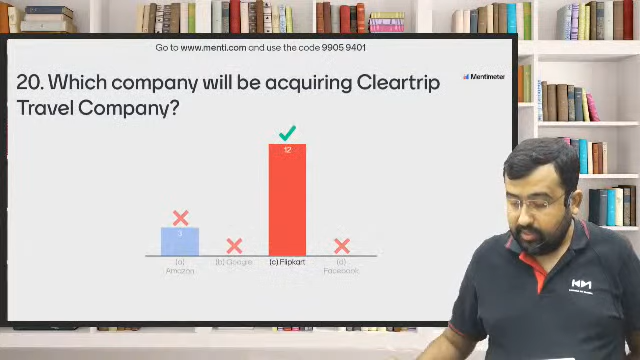 Go to www.menti.com and use the code 9905 9401
20. Which company will be acquiring Cleartrip
Travel Company?
Mentimeter
12
3
(a)
Amazon
(b) Google
(c) Flipkart
(d)
Facebook